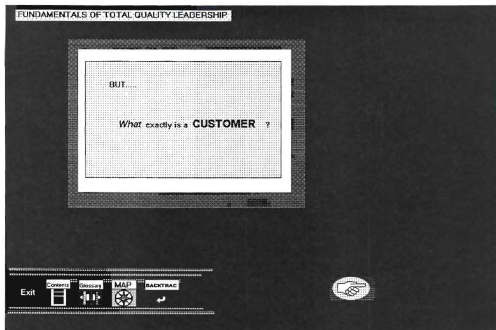 FUNDAMENTALS OF TOTAL QUALITY LEADERSHIP
BUT.....
What exactly is a CUSTOMER ?
Exit Contents Glossary MAP BACKTRAC